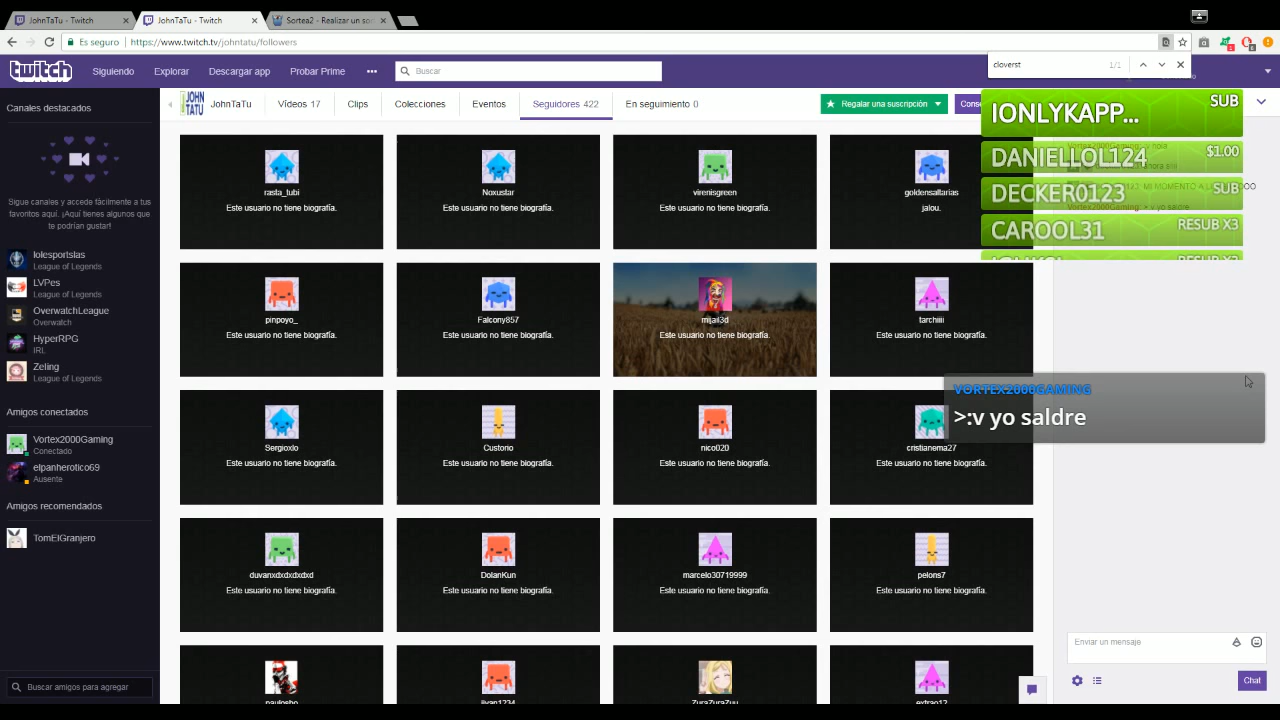 JohnTaTu - Twitch
JohnTaTu - Twitch
Sortea2 - Realizar un sort
Es seguro
https://www.twitch.tv/johntatu/followers
cloverst
1/1
twitch
Siguiendo
Explorar
Descargar app
Probar Prime
Buscar
Canales destacados
Sigue canales y accede fácilmente a tus
favoritos aquí. ¡Aquí tienes algunos que
te podrían gustar!
lolesportslas
League of Legends
LVPes
League of Legends
OverwatchLeague
Overwatch
HyperRPG
IRL
Zeling
League of Legends
Amigos conectados
Vortex2000Gaming
Conectado
elpanherotico69
Ausente
Amigos recomendados
TomElGranjero
Buscar amigos para agregar
JOHN
TATU
JohnTaTu
Vídeos 17
Clips
Colecciones
Eventos
Seguidores 422
En seguimiento 0
Regalar una suscripción
rasta_tubi
Este usuario no tiene biografía.
Noxustar
Este usuario no tiene biografía.
virenisgreen
Este usuario no tiene biografía.
goldensaltarias
jalou.
pinpoyo_
Este usuario no tiene biografía.
Falcony857
Este usuario no tiene biografía.
mijail3d
Este usuario no tiene biografía.
tarchiiii
Este usuario no tiene biografía.
Sergioxlo
Este usuario no tiene biografía.
Custorio
Este usuario no tiene biografía.
nico020
Este usuario no tiene biografía.
cristianema27
Este usuario no tiene biografía.
duvanxdxdxdxdxd
Este usuario no tiene biografía.
DolanKun
Este usuario no tiene biografía.
marcelo30719999
Este usuario no tiene biografía.
pelons7
Este usuario no tiene biografía.
ZuraZuraZuu
IONLYKAPP...
SUB
DANIELLOL124
$1.00
DECKER0123
SUB
CAROOL31
RESUB X3
VORTEX2000GAMING
>:v yo saldre
Enviar un mensaje
Chat